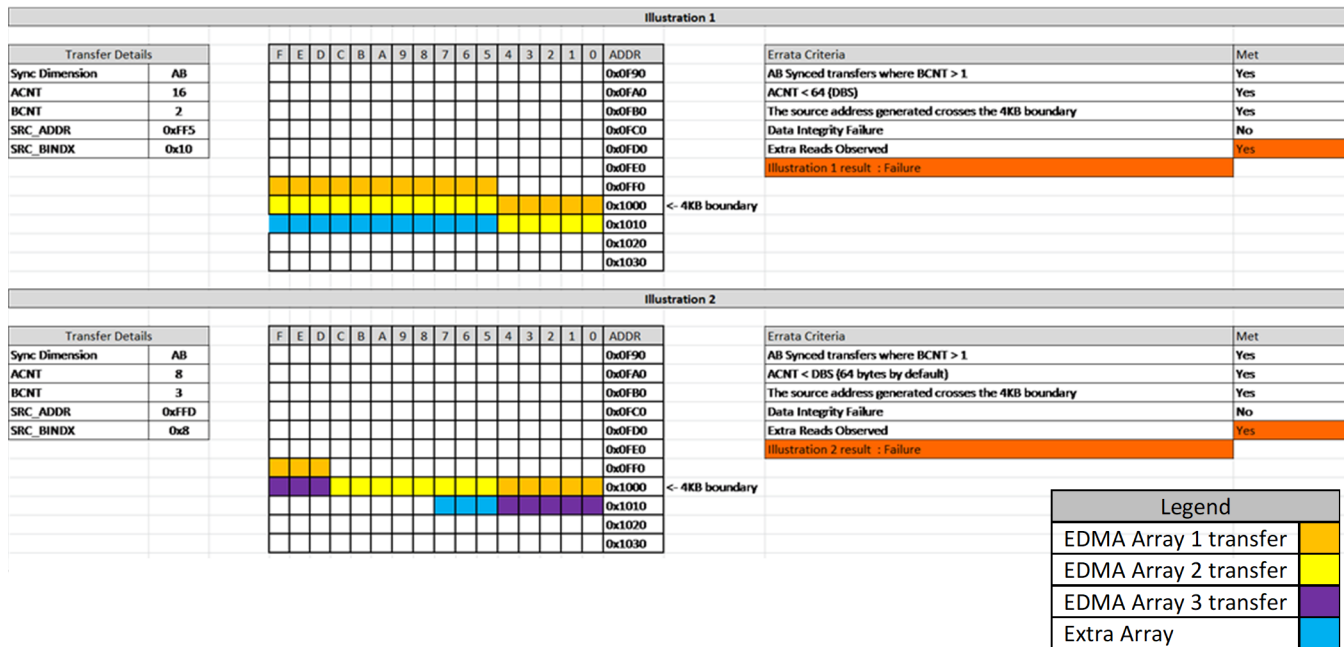 Illustration 1
Transfer Details F E D C B A 9 8 7 6 5 4 3 2 1 0 ADDR Errata Criteria Met
Sync Dimension AB 0x0F90 AB Synced transfers where BCNT > 1 Yes
ACNT 16 0x0FA0 ACNT < 64 (DBS) Yes
BCNT 2 0x0FB0 The source address generated crosses the 4KB boundary Yes
SRC_ADDR 0xFF5 0x0FC0 Data Integrity Failure No
SRC_BINDX 0x10 0x0FD0 Extra Reads Observed Yes
0x0FE0 Illustration 1 result : Failure
0x0FF0
0x1000 <- 4KB boundary
0x1010
0x1020
0x1030
Illustration 2
Transfer Details F E D C B A 9 8 7 6 5 4 3 2 1 0 ADDR Errata Criteria Met
Sync Dimension AB 0x0F90 AB Synced transfers where BCNT > 1 Yes
ACNT 8 0x0FA0 ACNT < DBS (64 bytes by default) Yes
BCNT 3 0x0FB0 The source address generated crosses the 4KB boundary Yes
SRC_ADDR 0xFFD 0x0FC0 Data Integrity Failure No
SRC_BINDX 0x8 0x0FD0 Extra Reads Observed Yes
0x0FE0 Illustration 2 result : Failure
0x0FF0
0x1000 <- 4KB boundary
0x1010
0x1020
0x1030
Legend
EDMA Array 1 transfer
EDMA Array 2 transfer
EDMA Array 3 transfer
Extra Array